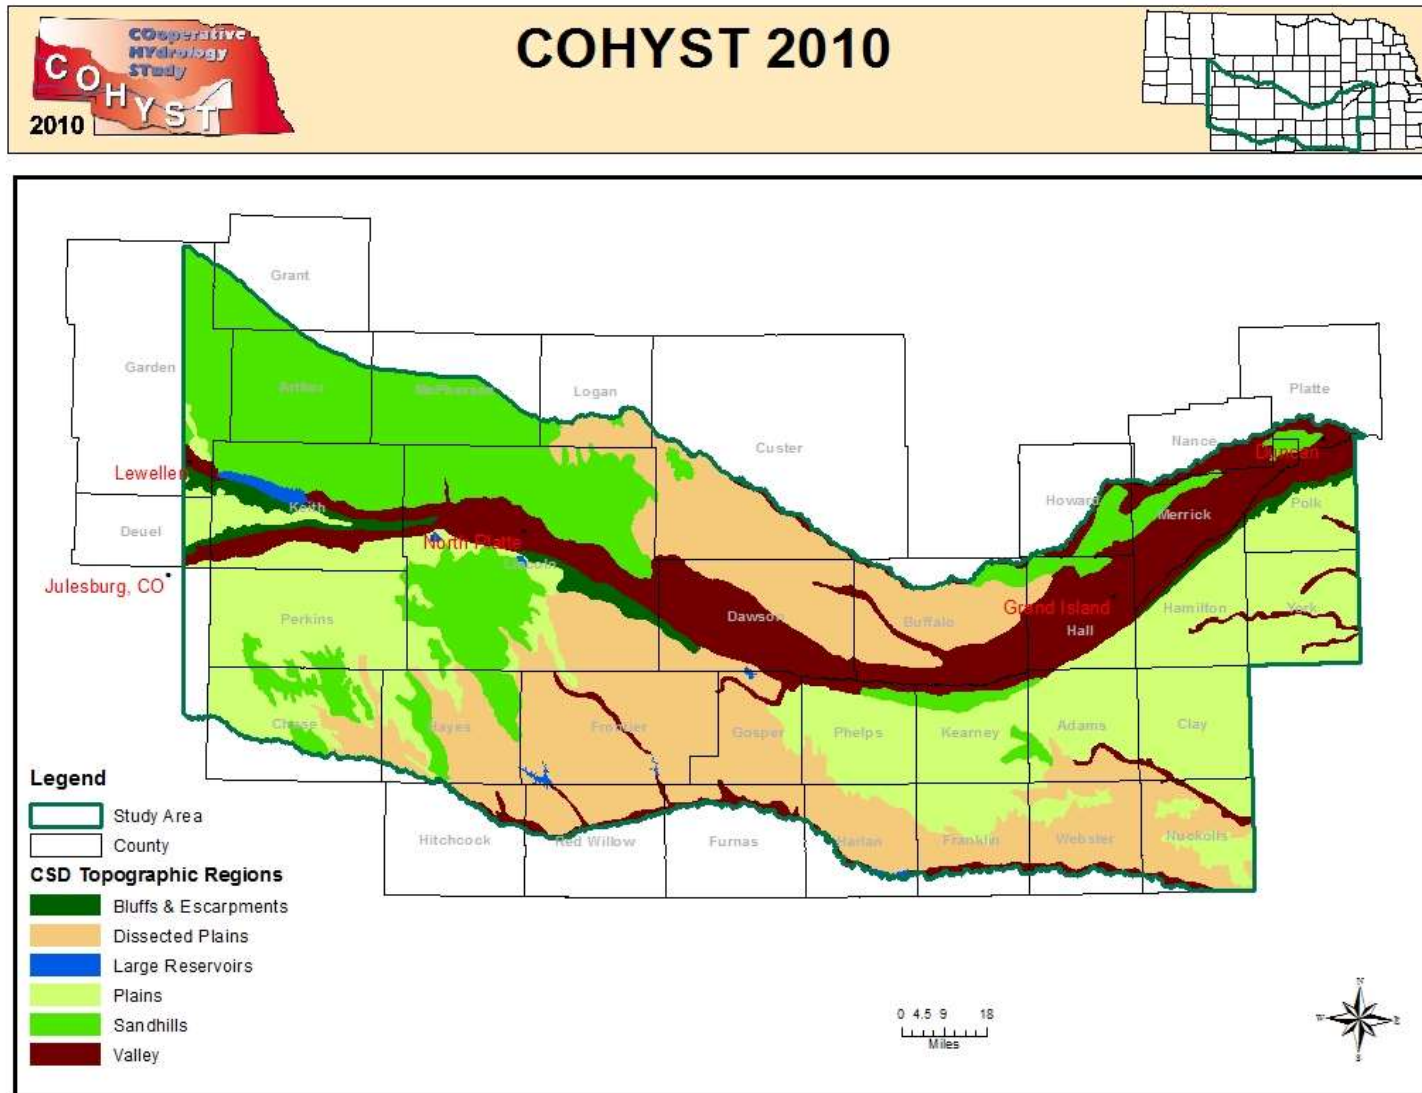 COoperative
HYdrology
STudy
COHYST
2010
COHYST 2010
Grant
Garden
Arthur
McPherson
Logan
Custer
Platte
Nance
Duncan
Lewellen
Keith
Howard
Merrick
Polk
Deuel
North Platte
Lincoln
Julesburg, CO
Perkins
Dawson
Buffalo
Grand Island
Hall
Hamilton
York
Chase
Hayes
Frontier
Gosper
Phelps
Kearney
Adams
Clay
Hitchcock
Red Willow
Furnas
Harlan
Franklin
Webster
Nuckolls
Legend
Study Area
County
CSD Topographic Regions
Bluffs & Escarpments
Dissected Plains
Large Reservoirs
Plains
Sandhills
Valley
0 4.5 9 18
Miles
N
W
E
S